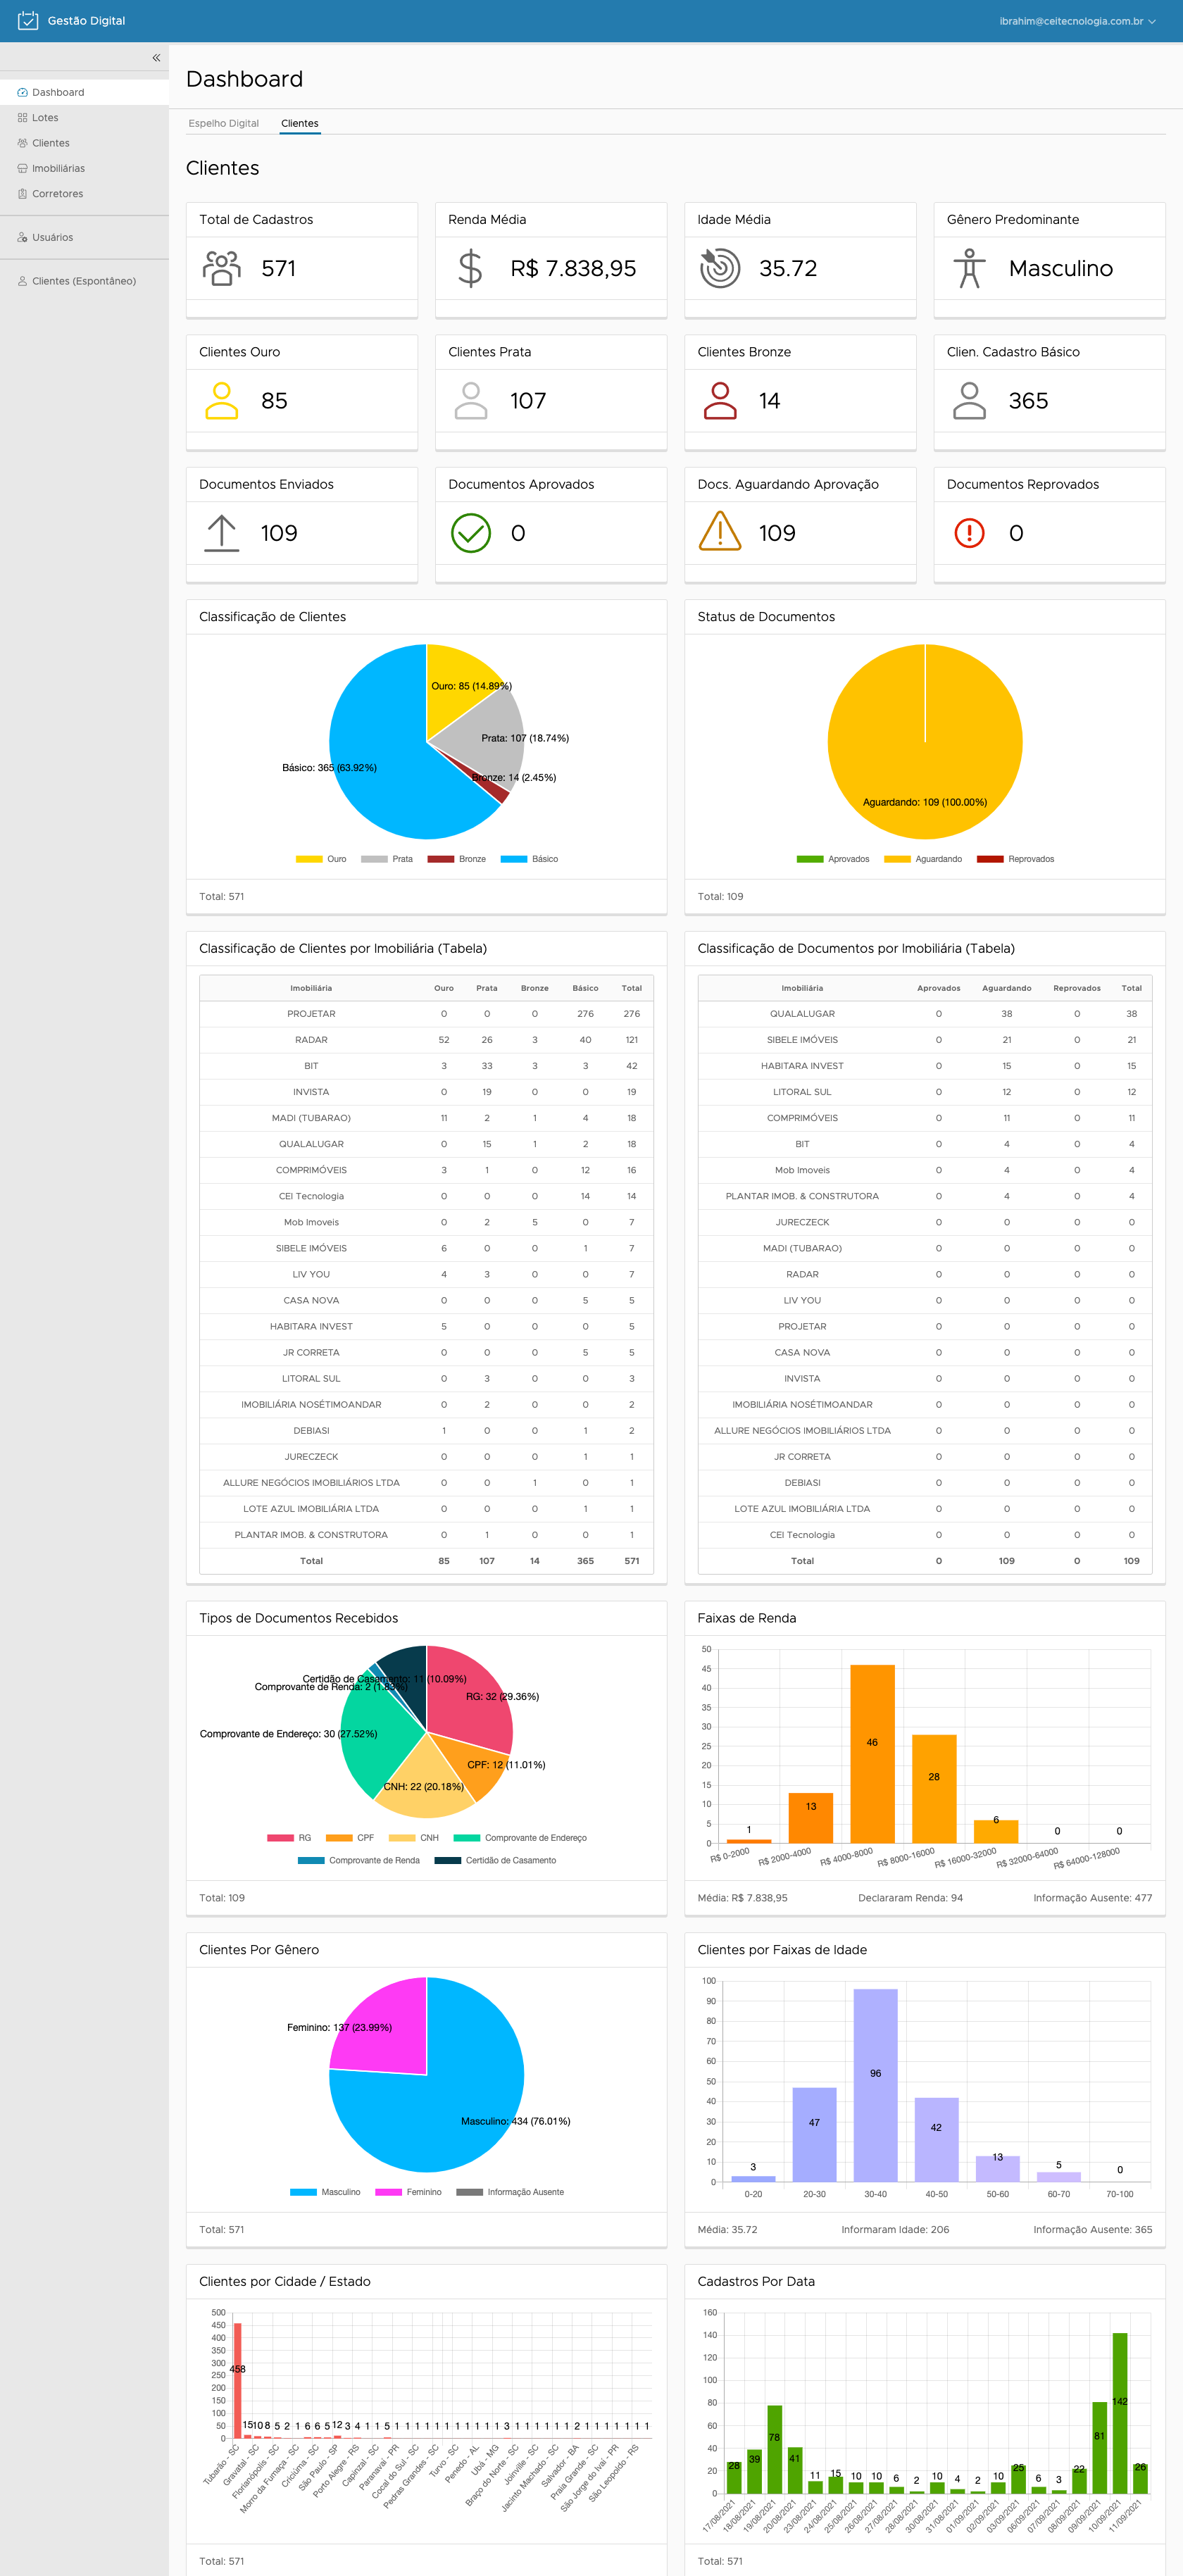 Gestão Digital
ibrahim@ceitecnologia.com.br
Dashboard
Lotes
Clientes
Imobiliárias
Corretores
Usuários
Clientes (Espontâneo)
Dashboard
Espelho Digital Clientes
Clientes
Total de Cadastros Renda Média Idade Média Gênero Predominante
571 R$ 7.838,95 35.72 Masculino
Clientes Ouro Clientes Prata Clientes Bronze Clien. Cadastro Básico
85 107 14 365
Documentos Enviados Documentos Aprovados Docs. Aguardando Aprovação Documentos Reprovados
109 0 109 0
Classificação de Clientes
Ouro: 85 (14.89%)
Prata: 107 (18.74%)
Básico: 365 (63.92%)
Bronze: 14 (2.45%)
Ouro Prata Bronze Básico
Total: 571
Status de Documentos
Aguardando: 109 (100.00%)
Aprovados Aguardando Reprovados
Total: 109
Classificação de Clientes por Imobiliária (Tabela)
Imobiliária Ouro Prata Bronze Básico Total
PROJETAR 0 0 0 276 276
RADAR 52 26 3 40 121
BIT 3 33 3 3 42
INVISTA 0 19 0 0 19
MADI (TUBARAO) 11 2 1 4 18
QUALALUGAR 0 15 1 2 18
COMPRIMÓVEIS 3 1 0 12 16
CEI Tecnologia 0 0 0 14 14
Mob Imoveis 0 2 5 0 7
SIBELE IMÓVEIS 6 0 0 1 7
LIV YOU 4 3 0 0 7
CASA NOVA 0 0 0 5 5
HABITARA INVEST 5 0 0 0 5
JR CORRETA 0 0 0 5 5
LITORAL SUL 0 3 0 0 3
IMOBILIÁRIA NOSÉTIMOANDAR 0 2 0 0 2
DEBIASI 1 0 0 1 2
JURECZECK 0 0 0 1 1
ALLURE NEGÓCIOS IMOBILIÁRIOS LTDA 0 0 1 0 1
LOTE AZUL IMOBILIÁRIA LTDA 0 0 0 1 1
PLANTAR IMOB. & CONSTRUTORA 0 1 0 0 1
Total 85 107 14 365 571
Classificação de Documentos por Imobiliária (Tabela)
Imobiliária Aprovados Aguardando Reprovados Total
QUALALUGAR 0 38 0 38
SIBELE IMÓVEIS 0 21 0 21
HABITARA INVEST 0 15 0 15
LITORAL SUL 0 12 0 12
COMPRIMÓVEIS 0 11 0 11
BIT 0 4 0 4
Mob Imoveis 0 4 0 4
PLANTAR IMOB. & CONSTRUTORA 0 4 0 4
JURECZECK 0 0 0 0
MADI (TUBARAO) 0 0 0 0
RADAR 0 0 0 0
LIV YOU 0 0 0 0
PROJETAR 0 0 0 0
CASA NOVA 0 0 0 0
INVISTA 0 0 0 0
IMOBILIÁRIA NOSÉTIMOANDAR 0 0 0 0
ALLURE NEGÓCIOS IMOBILIÁRIOS LTDA 0 0 0 0
JR CORRETA 0 0 0 0
DEBIASI 0 0 0 0
LOTE AZUL IMOBILIÁRIA LTDA 0 0 0 0
CEI Tecnologia 0 0 0 0
Total 0 109 0 109
Tipos de Documentos Recebidos
Certidão de Casamento: 11 (10.09%)
Comprovante de Renda: 2 (1.83%)
RG: 32 (29.36%)
Comprovante de Endereço: 30 (27.52%)
CPF: 12 (11.01%)
CNH: 22 (20.18%)
RG CPF CNH Comprovante de Endereço
Comprovante de Renda Certidão de Casamento
Total: 109
Faixas de Renda
50
45
40
35
30
25
20
15
10
5
0
1 13 46 28 6 0 0
R$ 0-2000 R$ 2000-4000 R$ 4000-8000 R$ 8000-16000 R$ 16000-32000 R$ 32000-64000 R$ 64000-128000
Média: R$ 7.838,95 Declararam Renda: 94 Informação Ausente: 477
Clientes Por Gênero
Feminino: 137 (23.99%)
Masculino: 434 (76.01%)
Masculino Feminino Informação Ausente
Total: 571
Clientes por Faixas de Idade
100
90
80
70
60
50
40
30
20
10
0
3 47 96 42 13 5 0
0-20 20-30 30-40 40-50 50-60 60-70 70-100
Média: 35.72 Informaram Idade: 206 Informação Ausente: 365
Clientes por Cidade / Estado
500
450
400
350
300
250
200
150
100
50
0
458 15 10 8 5 2 1 6 6 5 12 3 4 1 1 5 1 1 1 1 1 1 1 1 1 1 1 3 1 1 1 1 1 1 2 1 1 1 1 1 1 1
Tubarão - SC Gravatal - SC Florianópolis - SC Morro da Fumaça - SC Criciúma - SC São Paulo - SP Porto Alegre - RS Capinzal - SC Paranavaí - PR Cocal do Sul - SC Pedras Grandes - SC Turvo - SC Penedo - AL Ubá - MG Braço do Norte - SC Joinville - SC Jacinto Machado - SC Salvador - BA Praia Grande - SC São Jorge do Ivaí - PR São Leopoldo - RS
Total: 571
Cadastros Por Data
160
140
120
100
80
60
40
20
0
28 39 78 41 11 15 10 10 6 2 10 4 2 10 25 6 3 22 81 142 26
17/08/2021 18/08/2021 19/08/2021 20/08/2021 23/08/2021 24/08/2021 25/08/2021 26/08/2021 27/08/2021 28/08/2021 30/08/2021 31/08/2021 01/09/2021 02/09/2021 03/09/2021 06/09/2021 07/09/2021 08/09/2021 09/09/2021 10/09/2021 11/09/2021
Total: 571